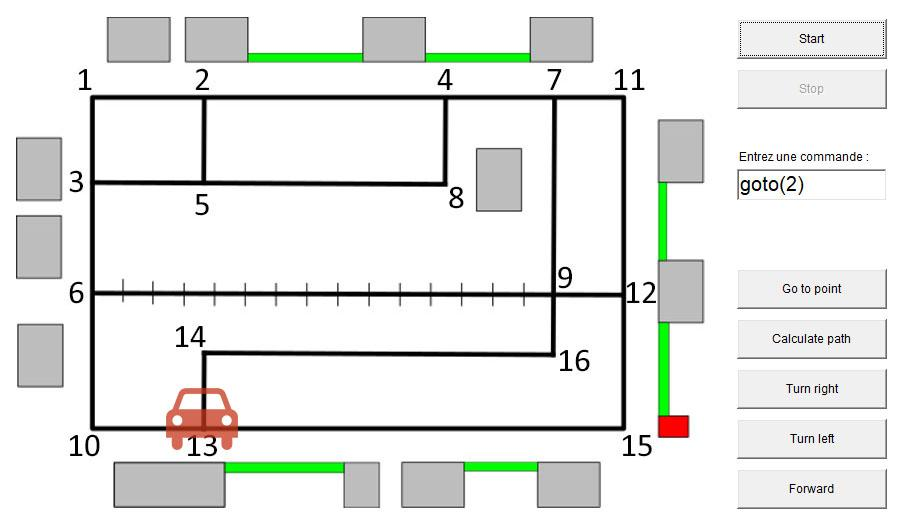 1 2 4 7 11
3 5 8
6 9 12
14 16
10 13 15
Start
Stop
Entrez une commande :
goto(2)
Go to point
Calculate path
Turn right
Turn left
Forward